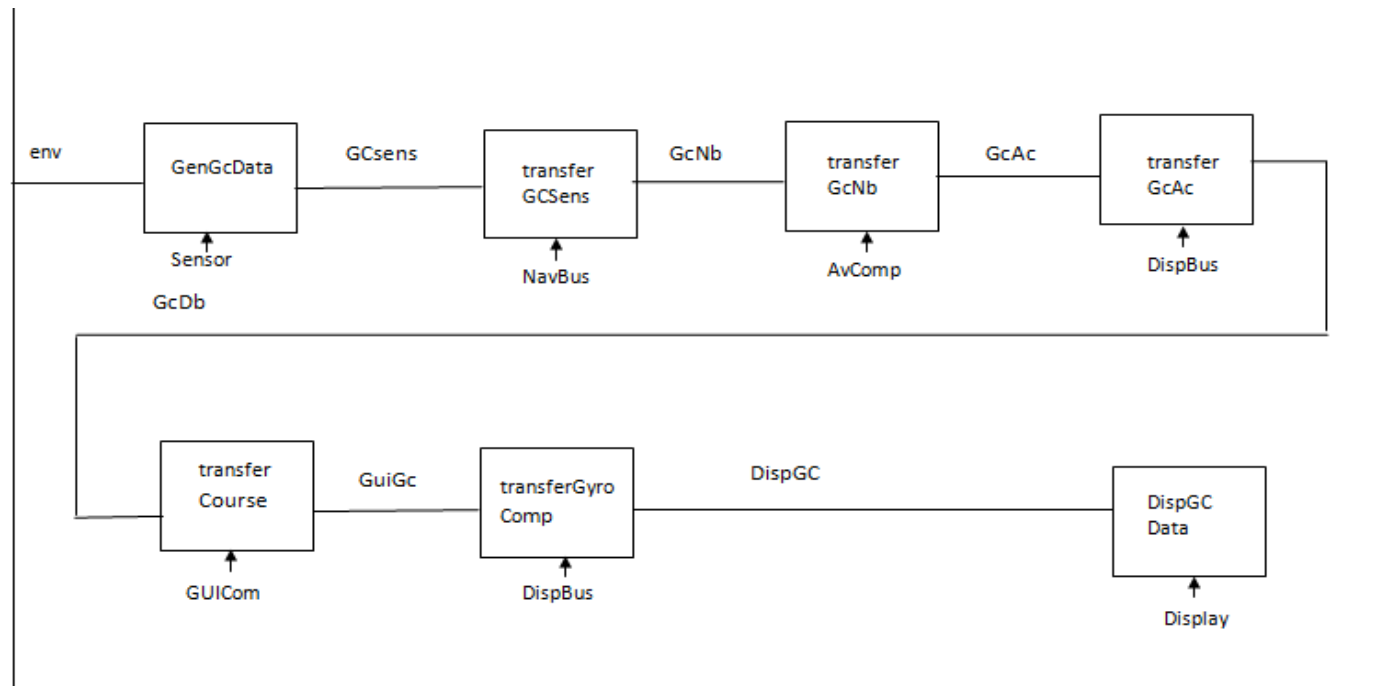 env
GenGcData
GCsens
transfer
GCSens
GcNb
transfer
GcNb
GcAc
transfer
GcAc
Sensor
NavBus
AvComp
DispBus
GcDb
transfer
Course
GuiGc
transferGyro
Comp
DispGC
DispGC
Data
GUICom
DispBus
Display